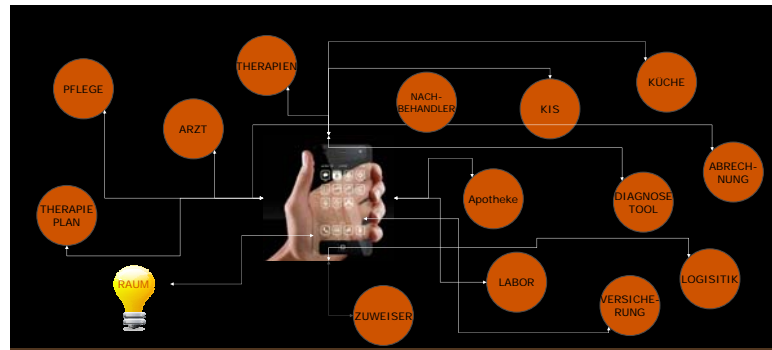 THERAPIEN
KÜCHE
PFLEGE
NACH-
BEHANDLER
KIS
ARZT
ABRECH-
NUNG
Apotheke
DIAGNOSE
TOOL
THERAPIE
PLAN
RAUM
LABOR
LOGISITIK
VERSICHE-
RUNG
ZUWEISER